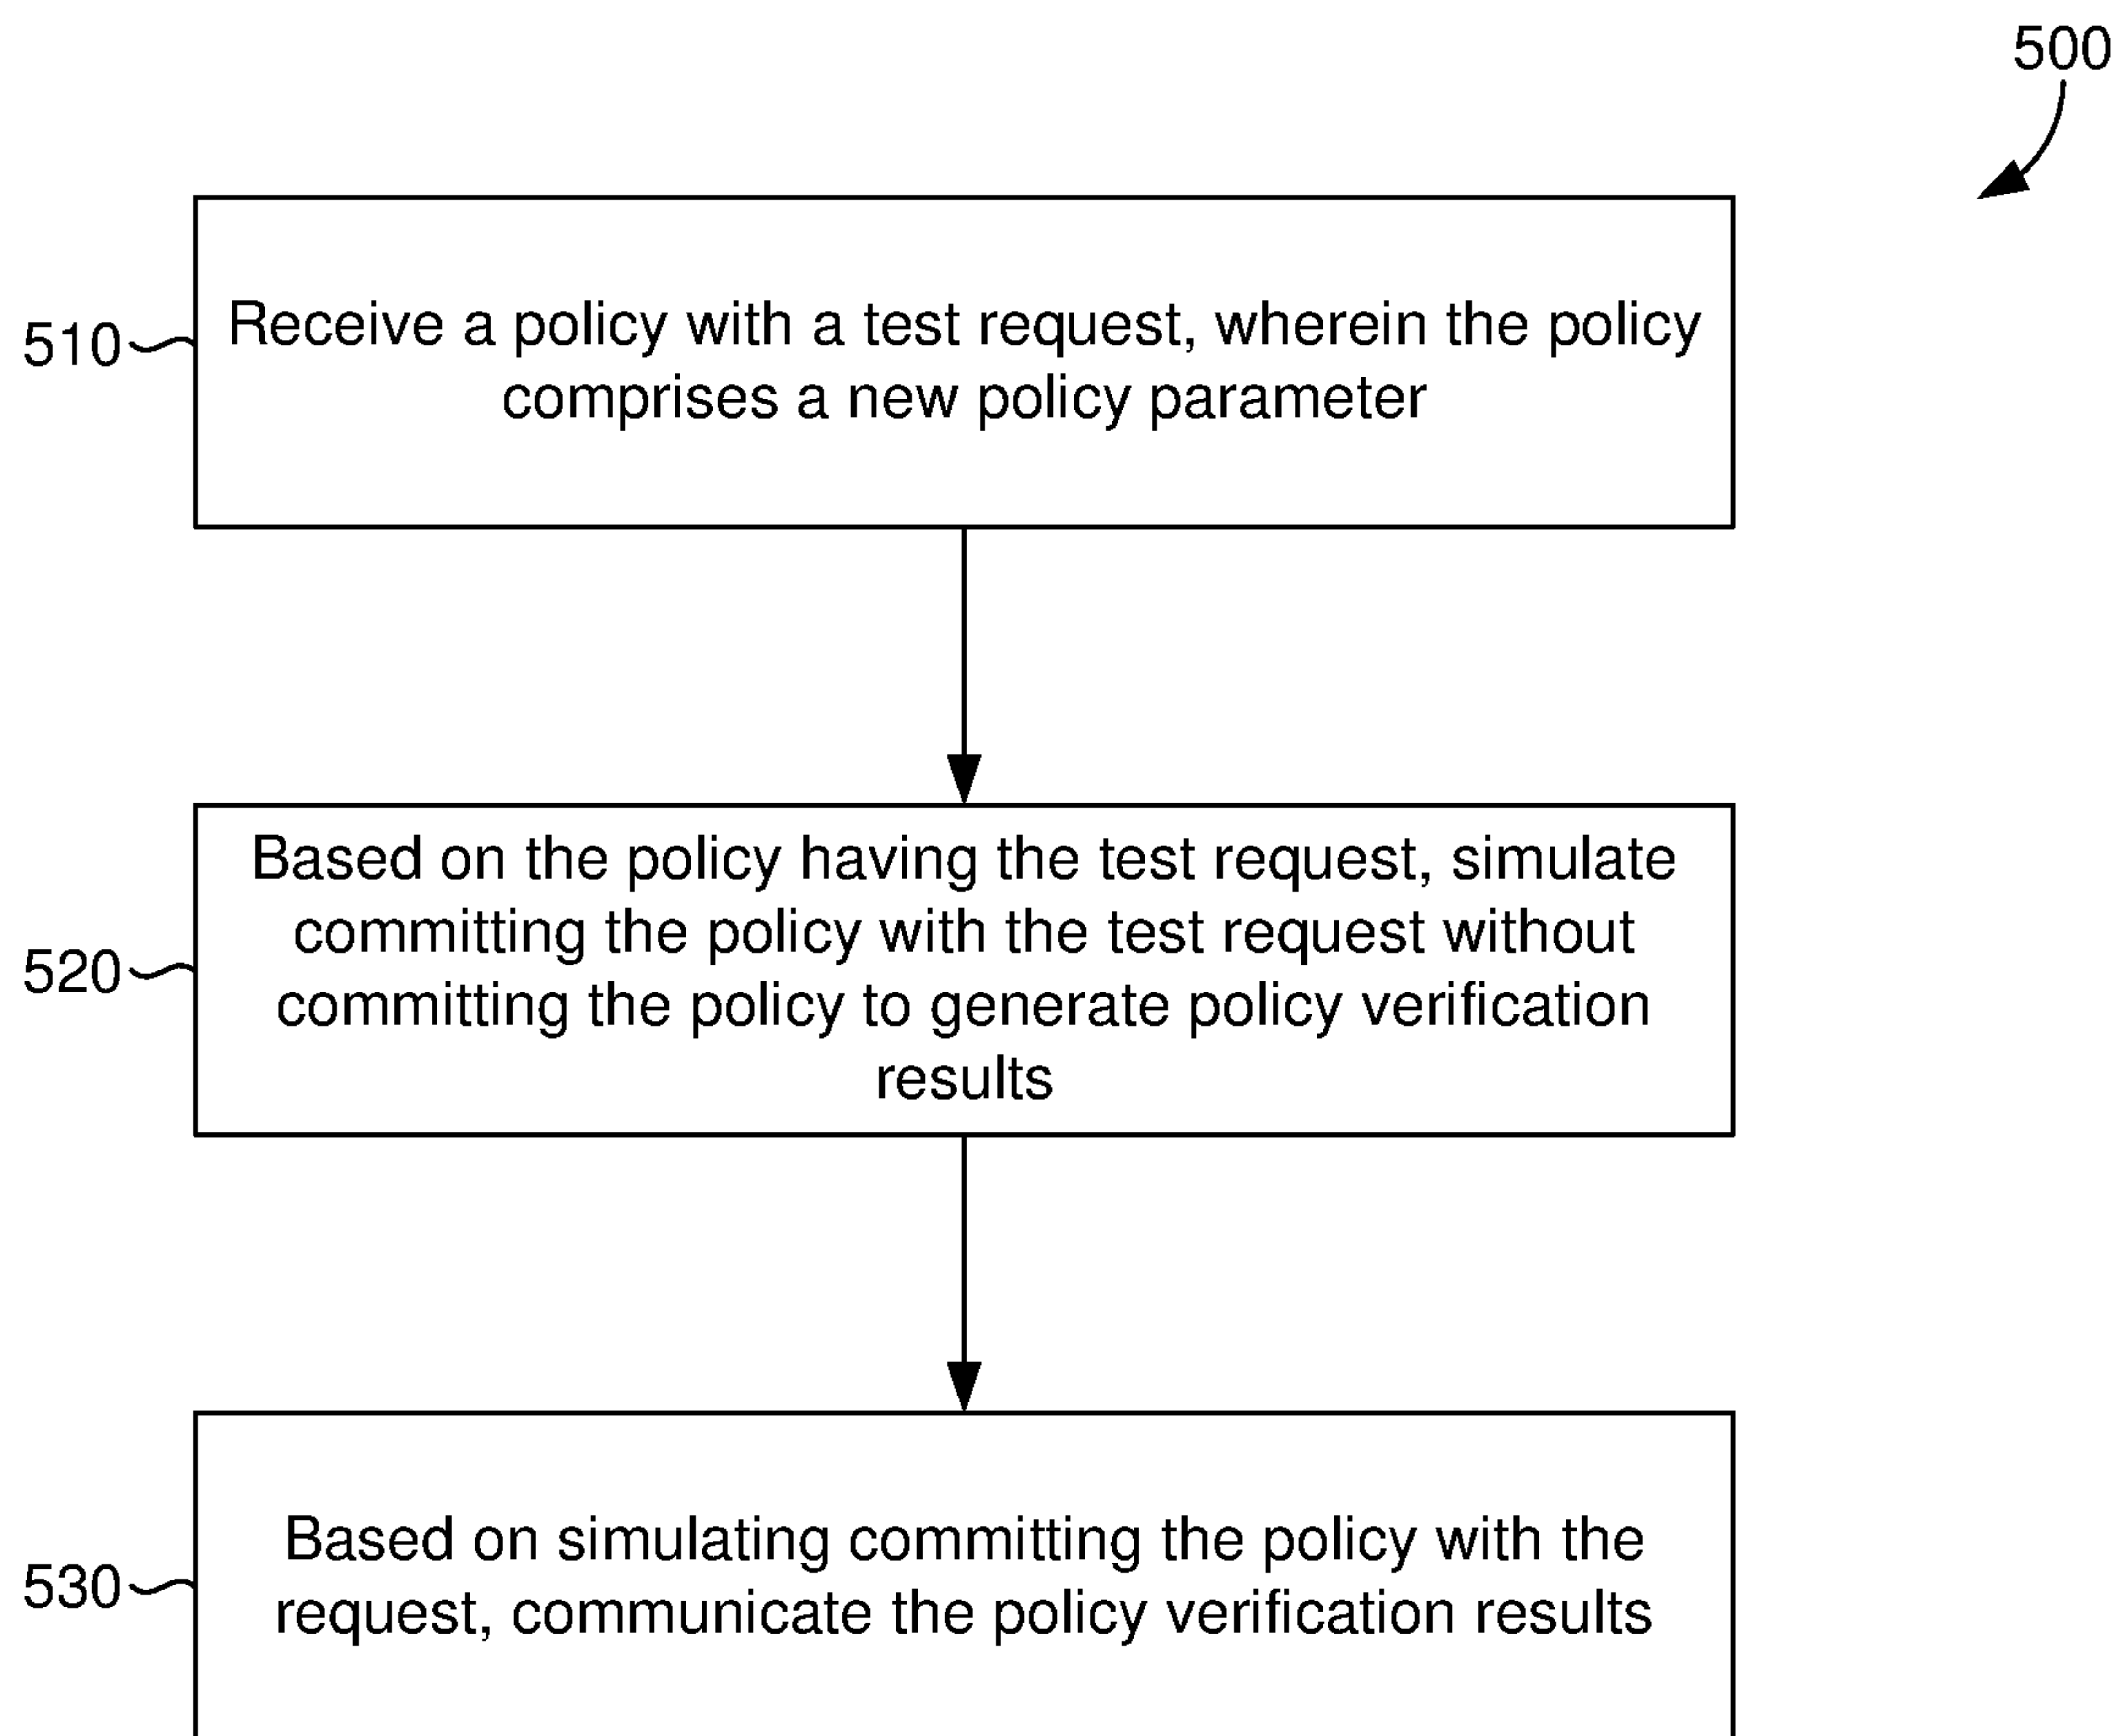 500
510
Receive a policy with a test request, wherein the policy
comprises a new policy parameter
520
Based on the policy having the test request, simulate
committing the policy with the test request without
committing the policy to generate policy verification
results
530
Based on simulating committing the policy with the
request, communicate the policy verification results